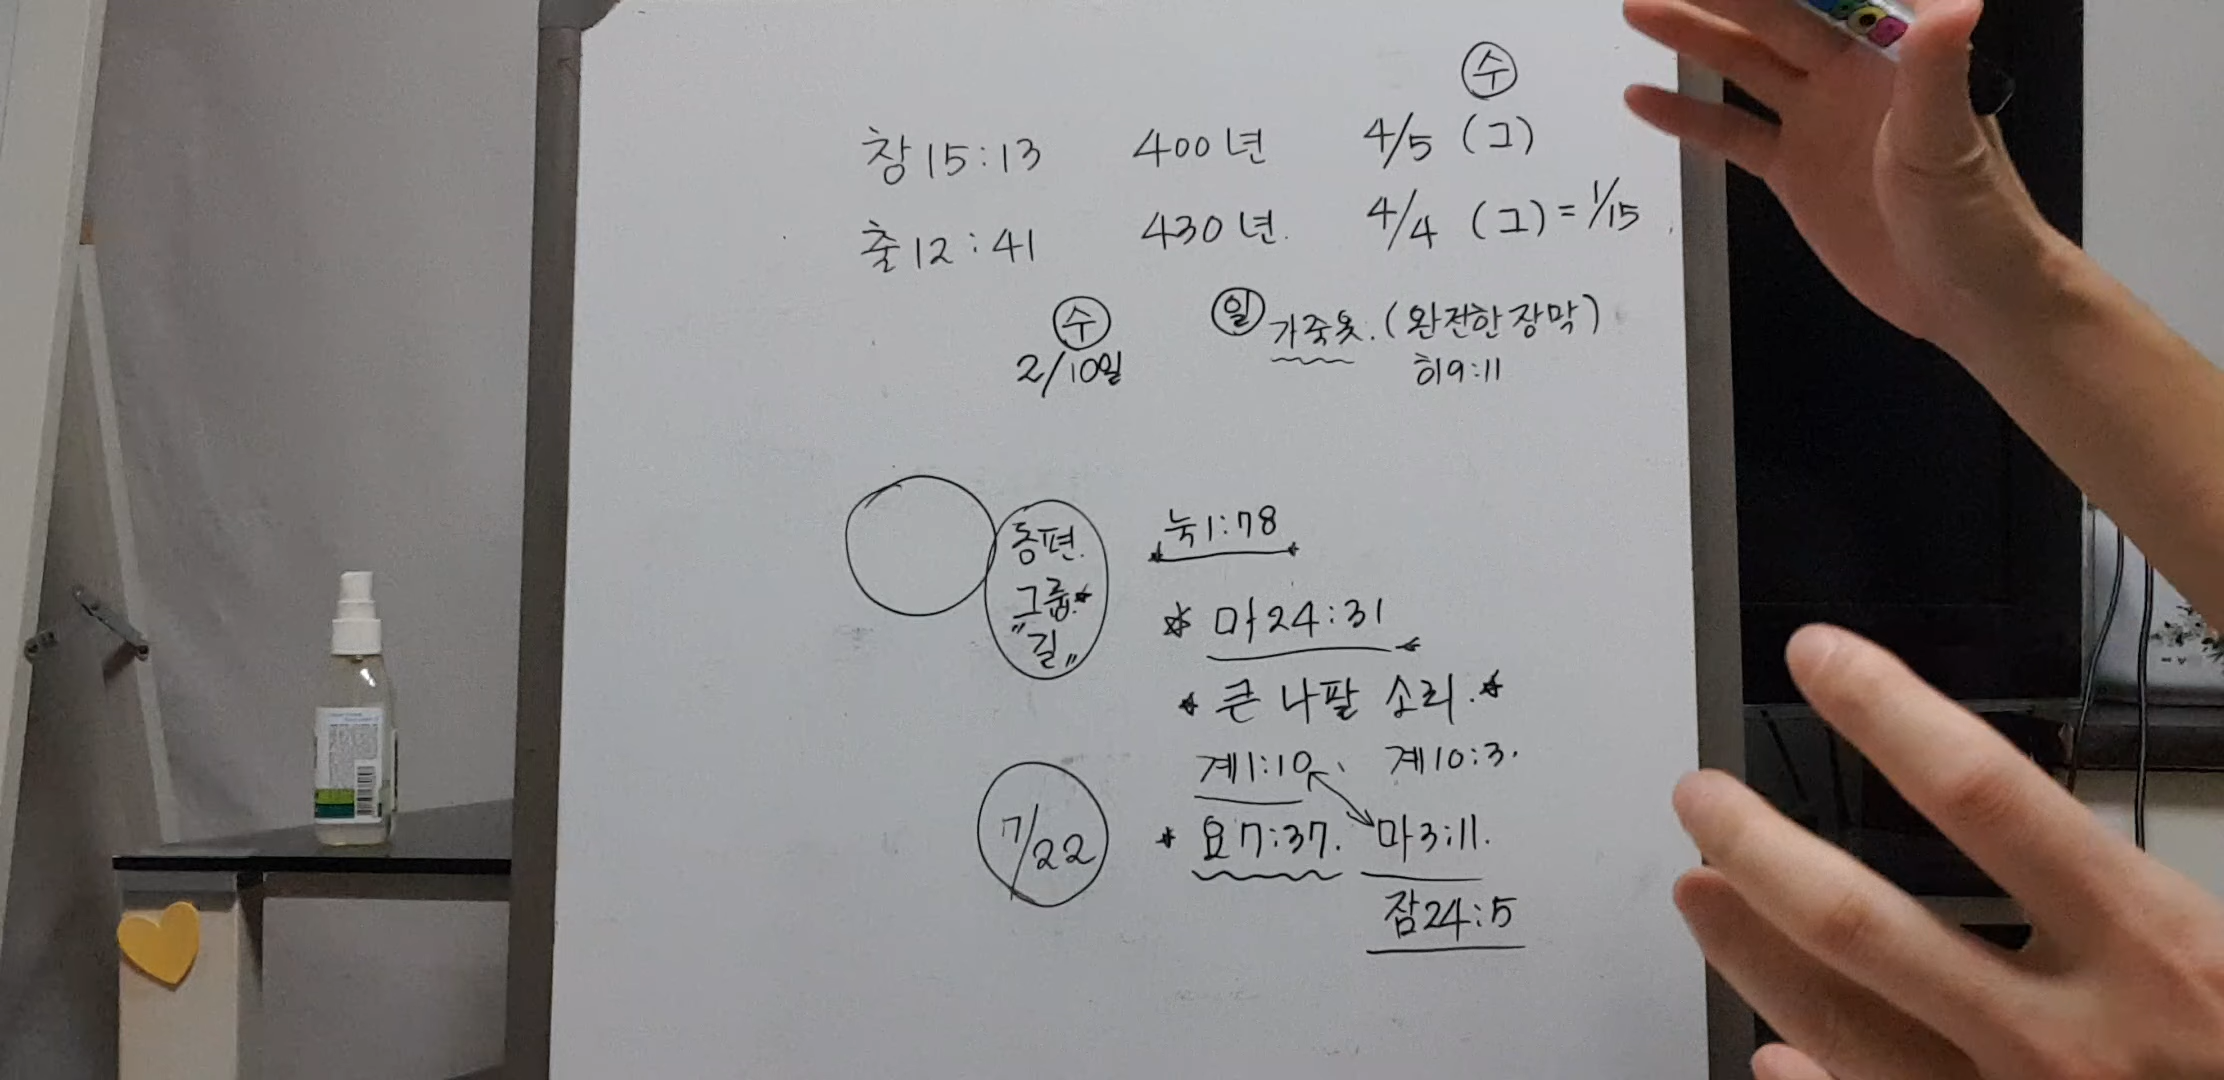 수
창15:13 400년 4/5 (그)
출12:41 430년. 4/4 (그)=1/15
수 일 가죽옷. (완전한 장막)
2/10일 히9:11
동편. 눅1:78
그룹. 마24:31
"길" 큰 나팔 소리.
계1:10 계10:3.
7/22 요7:37. 마3:11.
잠24:5